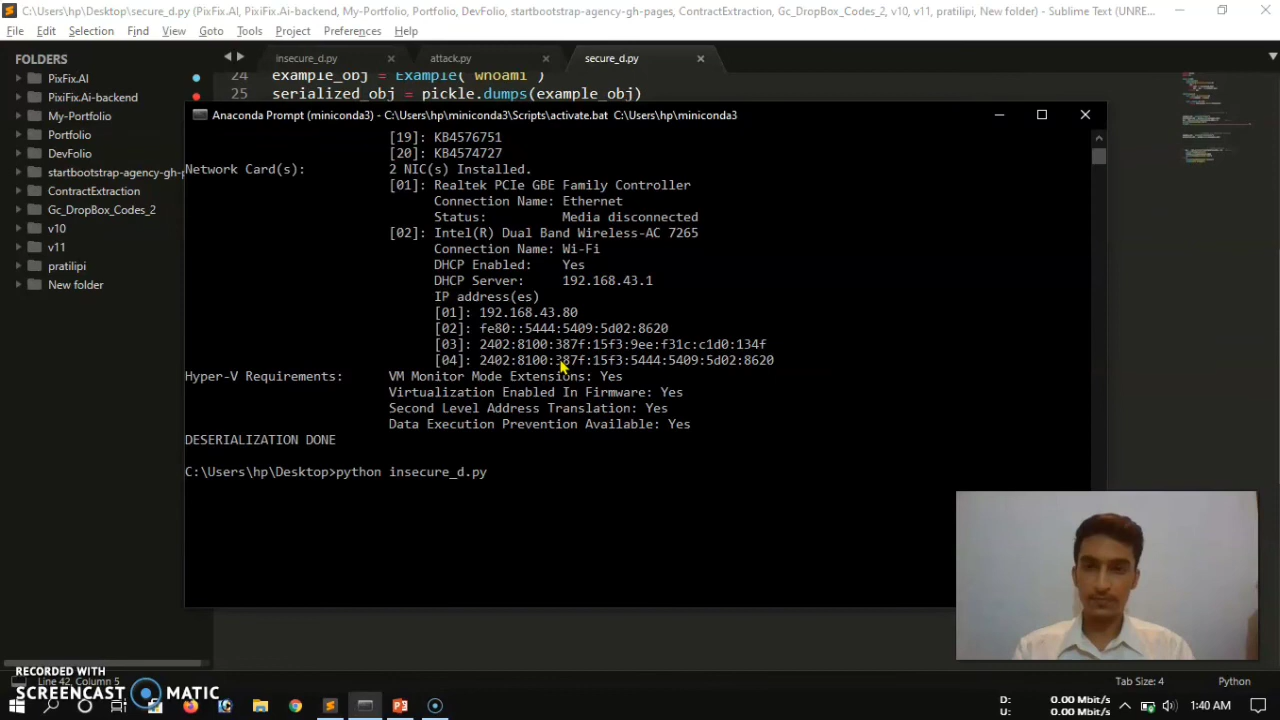 C:\Users\hp\Desktop\secure_d.py (PixFix.AI, PixiFix.Ai-backend, My-Portfolio, Portfolio, DevFolio, startbootstrap-agency-gh-pages, ContractExtraction, Gc_DropBox_Codes_2, v10, v11, pratilipi, New folder) - Sublime Text (UNRE...
File Edit Selection Find View Goto Tools Project Preferences Help
FOLDERS
insecure_d.py
attack.py
secure_d.py
PixFix.AI
PixiFix.Ai-backend
My-Portfolio
Portfolio
DevFolio
startbootstrap-agency-gh-p
ContractExtraction
Gc_DropBox_Codes_2
v10
v11
pratilipi
New folder
24 example_obj = Example('whoami')
25 serialized_obj = pickle.dumps(example_obj)
Anaconda Prompt (miniconda3) - C:\Users\hp\miniconda3\Scripts\activate.bat C:\Users\hp\miniconda3
[19]: KB4576751
[20]: KB4574727
Network Card(s): 2 NIC(s) Installed.
[01]: Realtek PCIe GBE Family Controller
Connection Name: Ethernet
Status: Media disconnected
[02]: Intel(R) Dual Band Wireless-AC 7265
Connection Name: Wi-Fi
DHCP Enabled: Yes
DHCP Server: 192.168.43.1
IP address(es)
[01]: 192.168.43.80
[02]: fe80::5444:5409:5d02:8620
[03]: 2402:8100:387f:15f3:9ee:f31c:c1d0:134f
[04]: 2402:8100:387f:15f3:5444:5409:5d02:8620
Hyper-V Requirements: VM Monitor Mode Extensions: Yes
Virtualization Enabled In Firmware: Yes
Second Level Address Translation: Yes
Data Execution Prevention Available: Yes
DESERIALIZATION DONE
C:\Users\hp\Desktop>python insecure_d.py
RECORDED WITH
SCREENCAST MATIC
Line 42, Column 5
Tab Size: 4
Python
D: 0.00 Mbit/s
U: 0.00 Mbit/s
1:40 AM